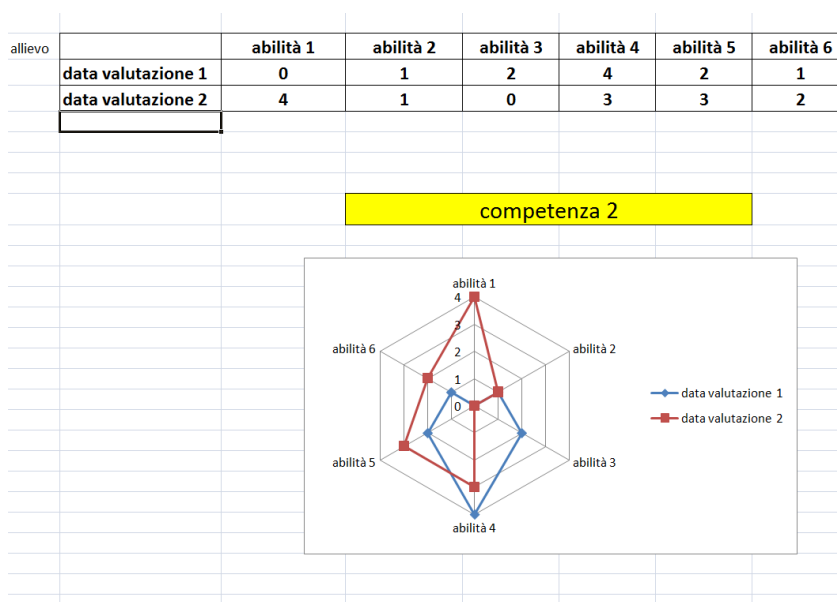 allievo abilità 1 abilità 2 abilità 3 abilità 4 abilità 5 abilità 6
data valutazione 1 0 1 2 4 2 1
data valutazione 2 4 1 0 3 3 2
competenza 2
abilità 1
4
3
abilità 6 2 abilità 2
1
0
data valutazione 1
data valutazione 2
abilità 5 abilità 3
abilità 4